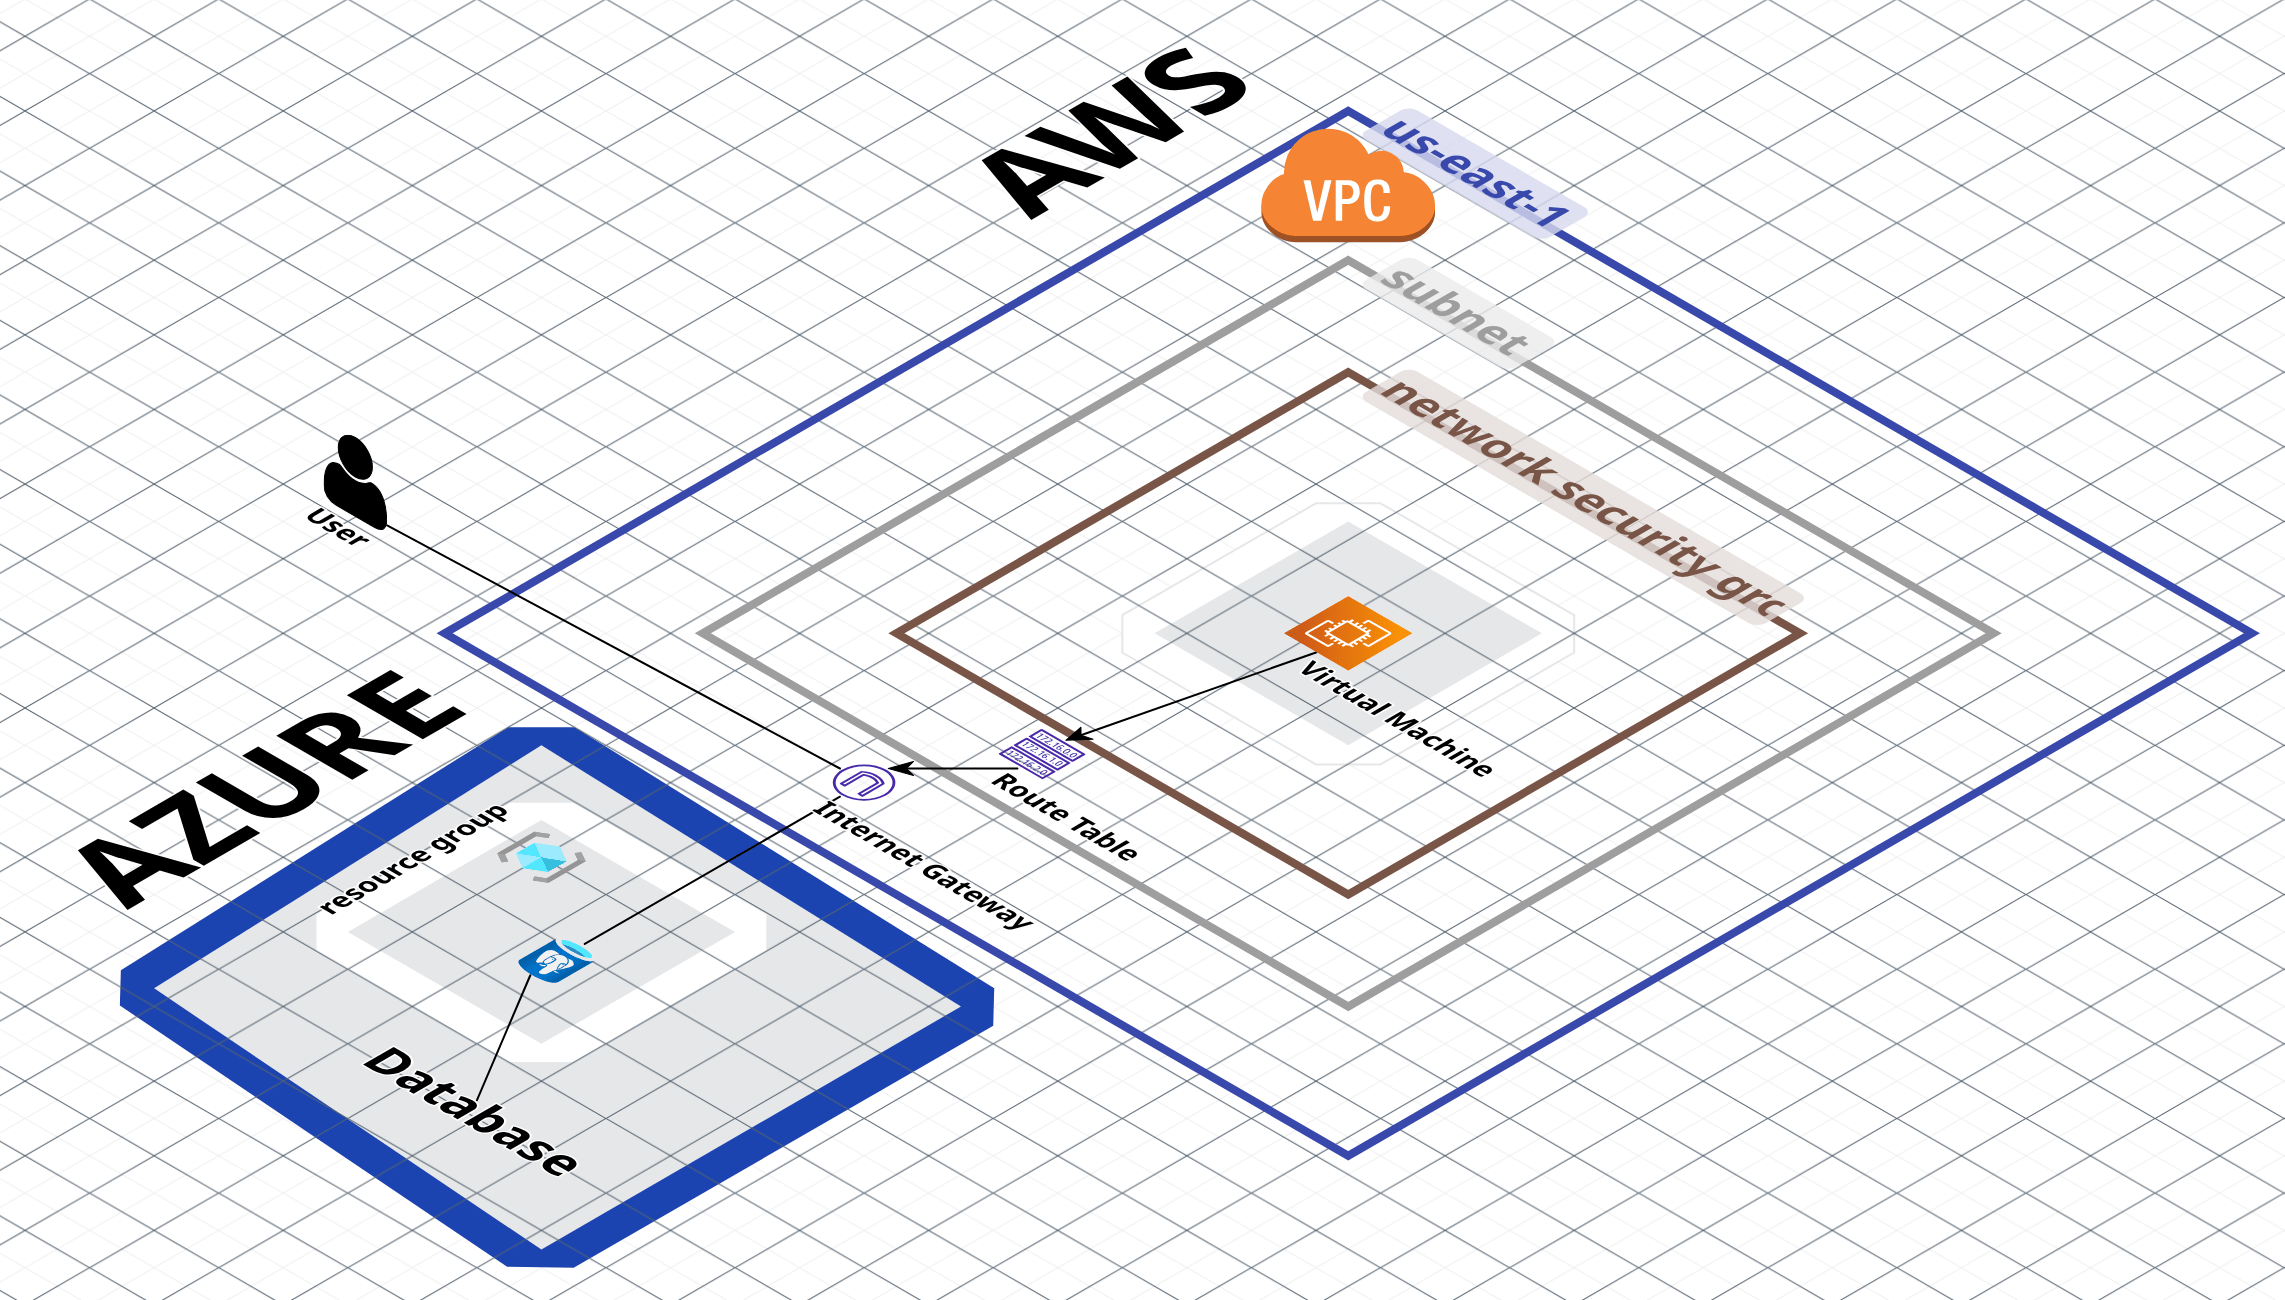 AWS
us-east-1
VPC
subnet
network security grc
User
Virtual Machine
172.16.0.0
172.16.1.0
172.16.2.0
Route Table
Internet Gateway
AZURE
resource group
Database